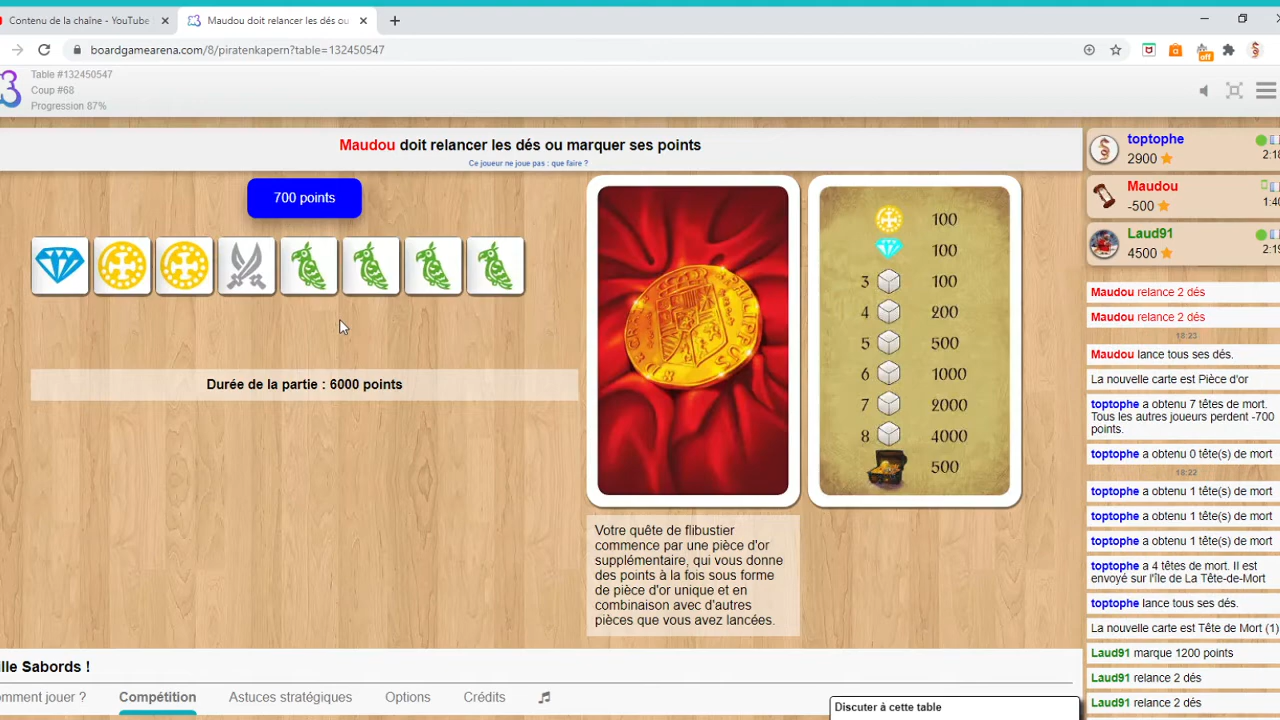 Contenu de la chaîne - YouTube
Maudou doit relancer les dés ou
boardgamearena.com/8/piratenkapern?table=132450547
off
Table #132450547
Coup #68
Progression 87%
Maudou doit relancer les dés ou marquer ses points
Ce joueur ne joue pas : que faire ?
700 points
Durée de la partie : 6000 points
100
100
3 100
4 200
5 500
6 1000
7 2000
8 4000
500
Votre quête de flibustier
commence par une pièce d'or
supplémentaire, qui vous donne
des points à la fois sous forme
de pièce d'or unique et en
combinaison avec d'autres
pièces que vous avez lancées.
toptophe
2900
2:18
Maudou
-500
1:40
Laud91
4500
2:19
Maudou relance 2 dés
Maudou relance 2 dés
18:23
Maudou lance tous ses dés.
La nouvelle carte est Pièce d'or
toptophe a obtenu 7 têtes de mort.
Tous les autres joueurs perdent -700
points.
toptophe a obtenu 0 tête(s) de mort
18:22
toptophe a obtenu 1 tête(s) de mort
toptophe a obtenu 1 tête(s) de mort
toptophe a obtenu 1 tête(s) de mort
toptophe a 4 têtes de mort. Il est
envoyé sur l'île de La Tête-de-Mort
toptophe lance tous ses dés.
La nouvelle carte est Tête de Mort (1)
Laud91 marque 1200 points
Laud91 relance 2 dés
Laud91 relance 2 dés
lle Sabords !
omment jouer ?
Compétition
Astuces stratégiques
Options
Crédits
Discuter à cette table